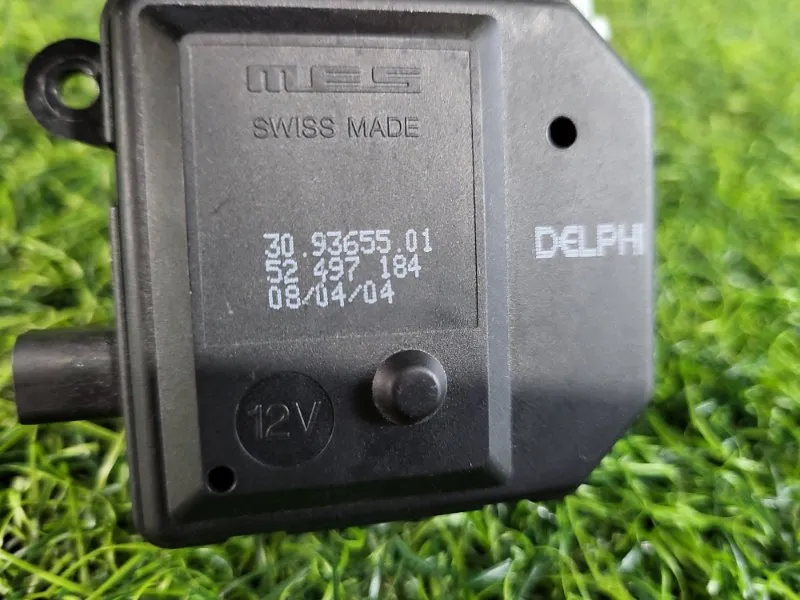 MES
SWISS MADE
30.93655.01
52 497 184
08/04/04
DELPHI
12V